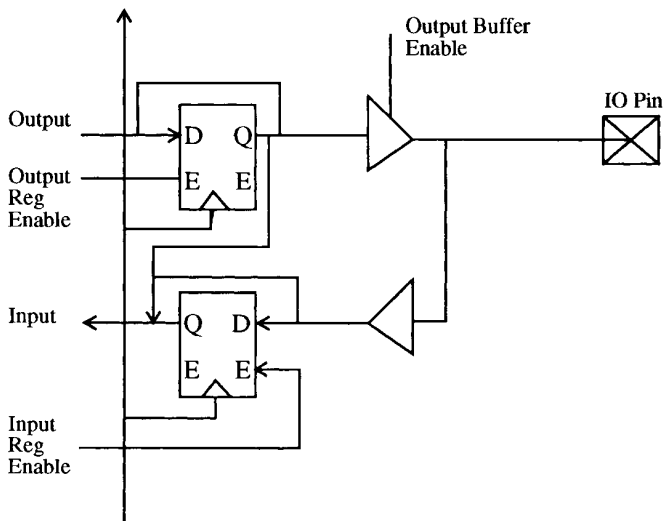 Output Buffer
Enable
IO Pin
Output
D Q
Output
Reg
Enable
E E
Input
Q D
E E
Input
Reg
Enable